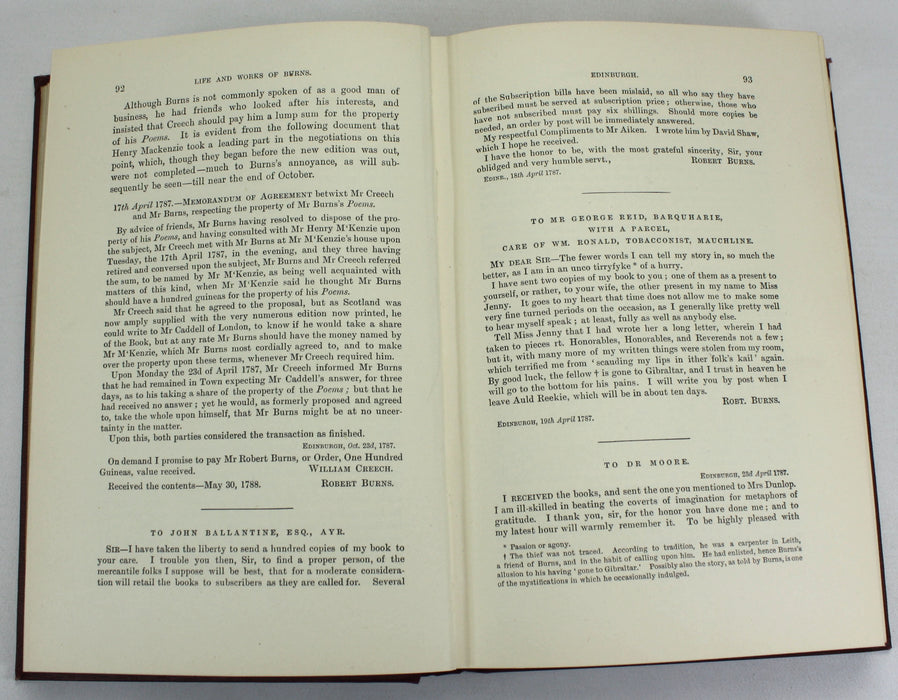 92
LIFE AND WORKS OF BURNS.
Although Burns is not commonly spoken of as a good man of
business, he had friends who looked after his interests, and
insisted that Creech should pay him a lump sum for the property
of his Poems. It is evident from the following document that
Henry Mackenzie took a leading part in the negotiations on this
point, which, though they began before the new edition was out,
were not completed—much to Burns's annoyance, as will sub-
sequently be seen—till near the end of October.
17th April 1787.—MEMORANDUM OF AGREEMENT betwixt Mr Creech
and Mr Burns, respecting the property of Mr Burns's Poems.
By advice of friends, Mr Burns having resolved to dispose of the pro-
perty of his Poems, and having consulted with Mr Henry M'Kenzie upon
the subject, Mr Creech met with Mr Burns at Mr M'Kenzie's house upon
Tuesday, the 17th April 1787, in the evening, and they three having
retired and conversed upon the subject, Mr Burns and Mr Creech referred
the sum, to be named by Mr M'Kenzie, as being well acquainted with
matters of this kind, when Mr M'Kenzie said he thought Mr Burns
should have a hundred guineas for the property of his Poems.
Mr Creech said that he agreed to the proposal, but as Scotland was
now amply supplied with the very numerous edition now printed, he
could write to Mr Caddell of London, to know if he would take a share
of the Book, but at any rate Mr Burns should have the money named by
Mr M'Kenzie, which Mr Burns most cordially agreed to, and to make
over the property upon these terms, whenever Mr Creech required him.
Upon Monday the 23d of April 1787, Mr Creech informed Mr Burns
that he had remained in Town expecting Mr Caddell's answer, for three
days, as to his taking a share of the property of the Poems; but that he
had received no answer; yet he would, as formerly proposed and agreed
to, take the whole upon himself, that Mr Burns might be at no uncer-
tainty in the matter.
Upon this, both parties considered the transaction as finished.
EDINBURGH, Oct. 23d, 1787.
On demand I promise to pay Mr Robert Burns, or Order, One Hundred
Guineas, value received. WILLIAM CREECH.
Received the contents—May 30, 1788. ROBERT BURNS.
TO JOHN BALLANTINE, ESQ., AYR.
SIR—I have taken the liberty to send a hundred copies of my book to
your care. I trouble you then, Sir, to find a proper person, of the
mercantile folks I suppose will be best, that for a moderate considera-
tion will retail the books to subscribers as they are called for. Several
EDINBURGH. 93
of the Subscription bills have been mislaid, so all who say they have
subscribed must be served at subscription price; otherwise, those who
have not subscribed must pay six shillings. Should more copies be
needed, an order by post will be immediately answered.
My respectful Compliments to Mr Aiken. I wrote him by David Shaw,
which I hope he received.
I have the honor to be, with the most grateful sincerity, Sir, your
oblidged and very humble servt., ROBERT BURNS.
EDINR., 18th April 1787.
TO MR GEORGE REID, BARQUHARIE,
WITH A PARCEL,
CARE OF WM. RONALD, TOBACCONIST, MAUCHLINE.
MY DEAR SIR—The fewer words I can tell my story in, so much the
better, as I am in an unco tirryfyke * of a hurry.
I have sent two copies of my book to you; one of them as a present to
yourself, or rather, to your wife, the other present in my name to Miss
Jenny. It goes to my heart that time does not allow me to make some
very fine turned periods on the occasion, as I generally like pretty well
to hear myself speak; at least, fully as well as anybody else.
Tell Miss Jenny that I had wrote her a long letter, wherein I had
taken to pieces rt. Honorables, Honorables, and Reverends not a few;
but it, with many more of my written things were stolen from my room,
which terrified me from 'scauding my lips in ither folk's kail' again.
By good luck, the fellow † is gone to Gibraltar, and I trust in heaven he
will go to the bottom for his pains. I will write you by post when I
leave Auld Reekie, which will be in about ten days.
ROBT. BURNS.
EDINBURGH, 19th April 1787.
TO DR MOORE.
EDINBURGH, 23d April 1787.
I RECEIVED the books, and sent the one you mentioned to Mrs Dunlop.
I am ill-skilled in beating the coverts of imagination for metaphors of
gratitude. I thank you, sir, for the honor you have done me; and to
my latest hour will warmly remember it. To be highly pleased with
* Passion or agony.
† The thief was not traced. According to tradition, he was a carpenter in Leith,
a friend of Burns, and in the habit of calling upon him. He had enlisted, hence Burns's
allusion to his having 'gone to Gibraltar.' Possibly also the story, as told by Burns, is one
of the mystifications in which he occasionally indulged.